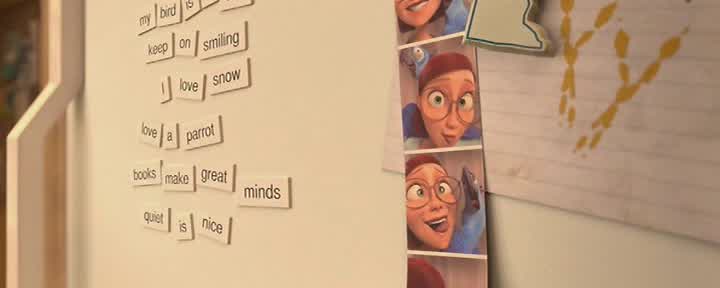 my bird is
keep on smiling
I love snow
love a parrot
books make great minds
quiet is nice